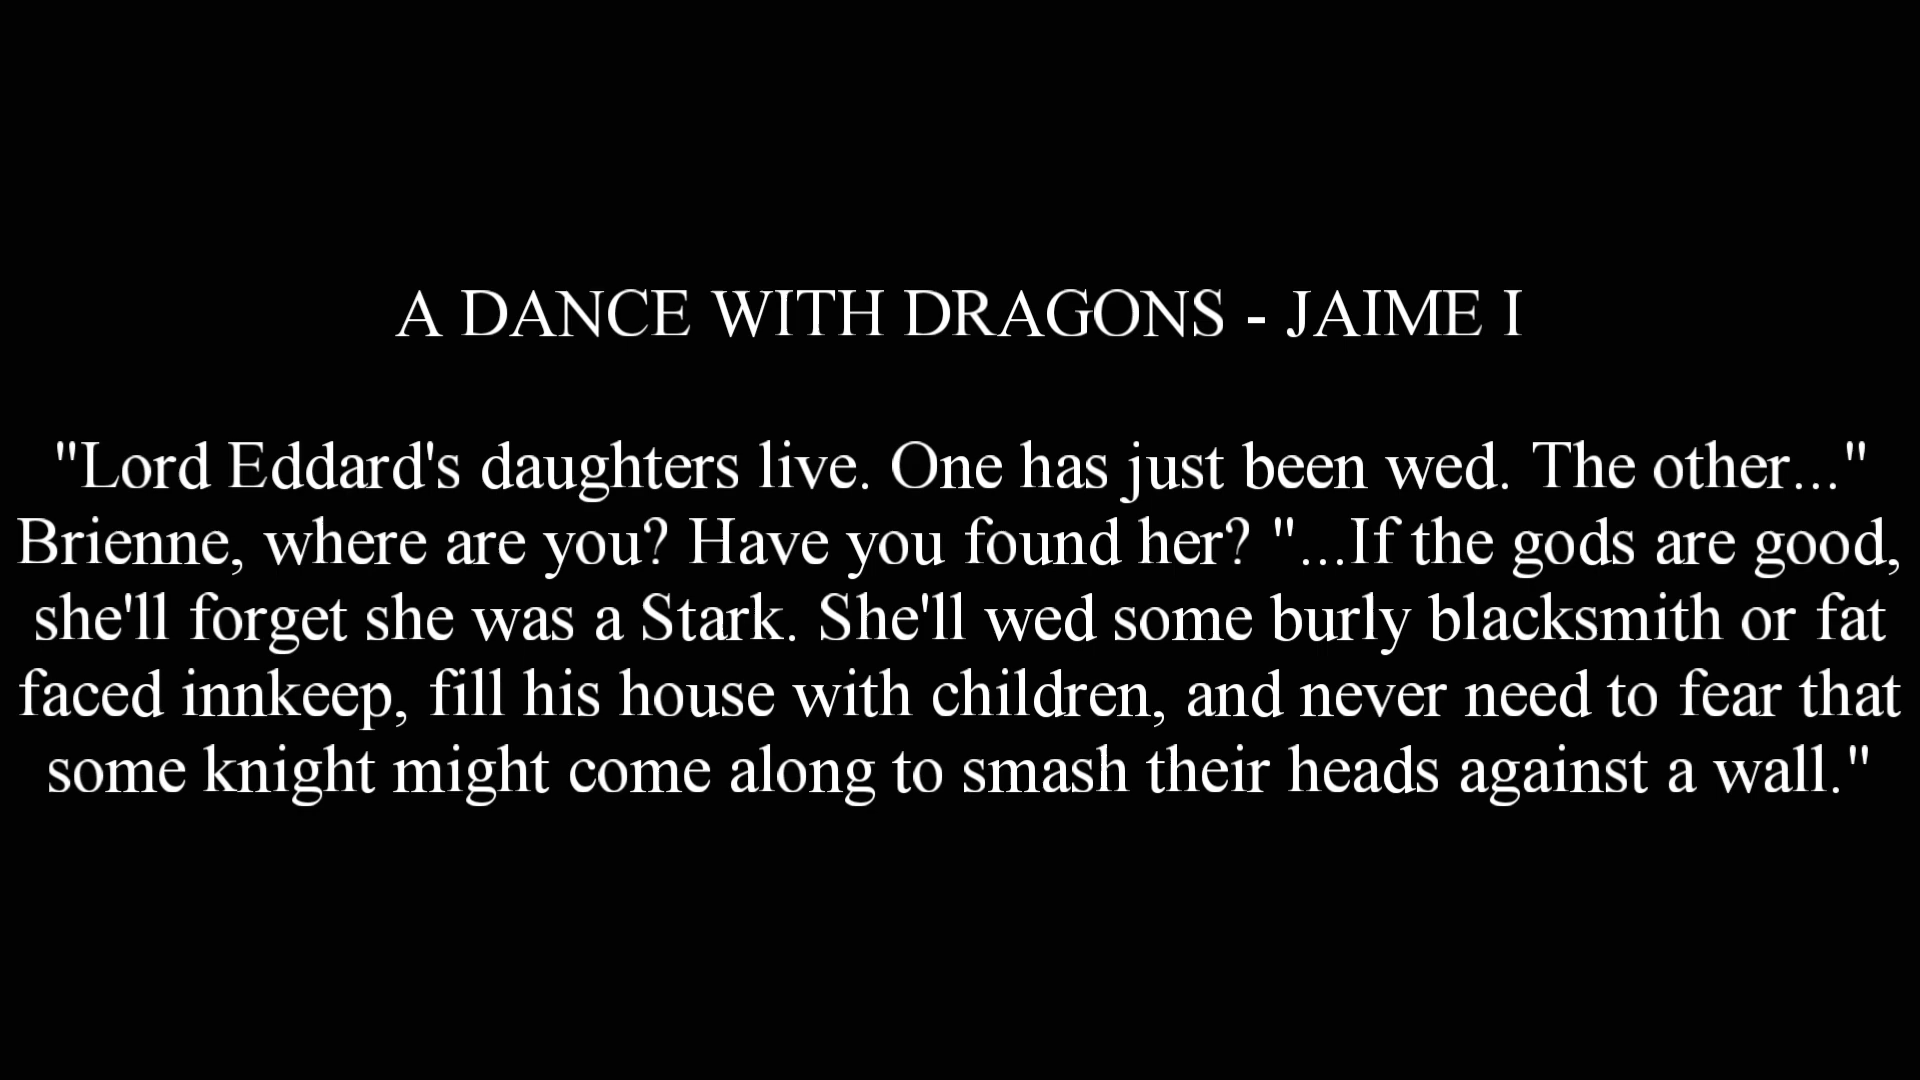 A DANCE WITH DRAGONS - JAIME I
"Lord Eddard's daughters live. One has just been wed. The other..."
Brienne, where are you? Have you found her? "...If the gods are good,
she'll forget she was a Stark. She'll wed some burly blacksmith or fat
faced innkeep, fill his house with children, and never need to fear that
some knight might come along to smash their heads against a wall."